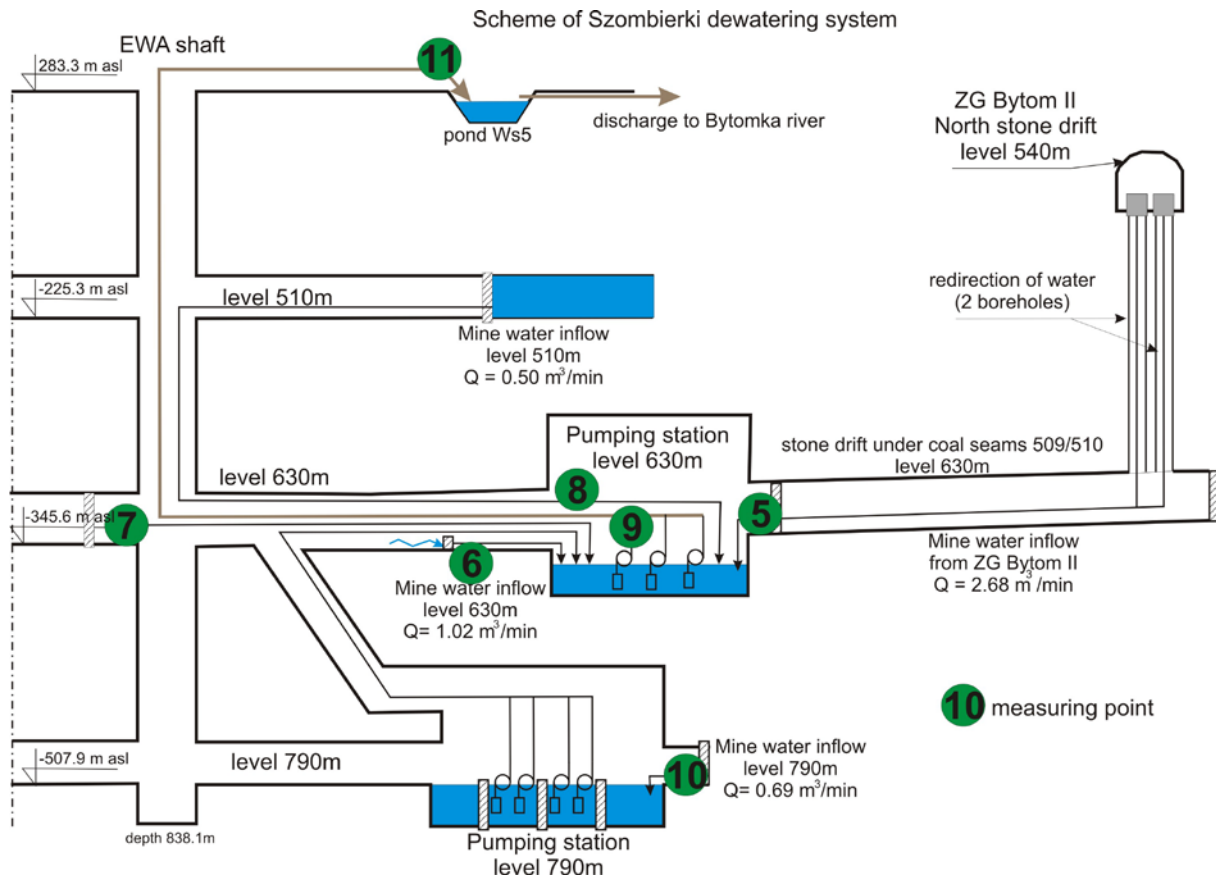 Scheme of Szombierki dewatering system
EWA shaft
283.3 m asl
11
pond Ws5
discharge to Bytomka river
ZG Bytom II
North stone drift
level 540m
-225.3 m asl
level 510m
Mine water inflow
level 510m
Q = 0.50 m³/min
redirection of water
(2 boreholes)
Pumping station
level 630m
stone drift under coal seams 509/510
level 630m
level 630m
8
5
-345.6 m asl
7
9
6
Mine water inflow
level 630m
Q= 1.02 m³/min
Mine water inflow
from ZG Bytom II
Q = 2.68 m³/min
10 measuring point
-507.9 m asl
level 790m
10
Mine water inflow
level 790m
Q= 0.69 m³/min
depth 838.1m
Pumping station
level 790m